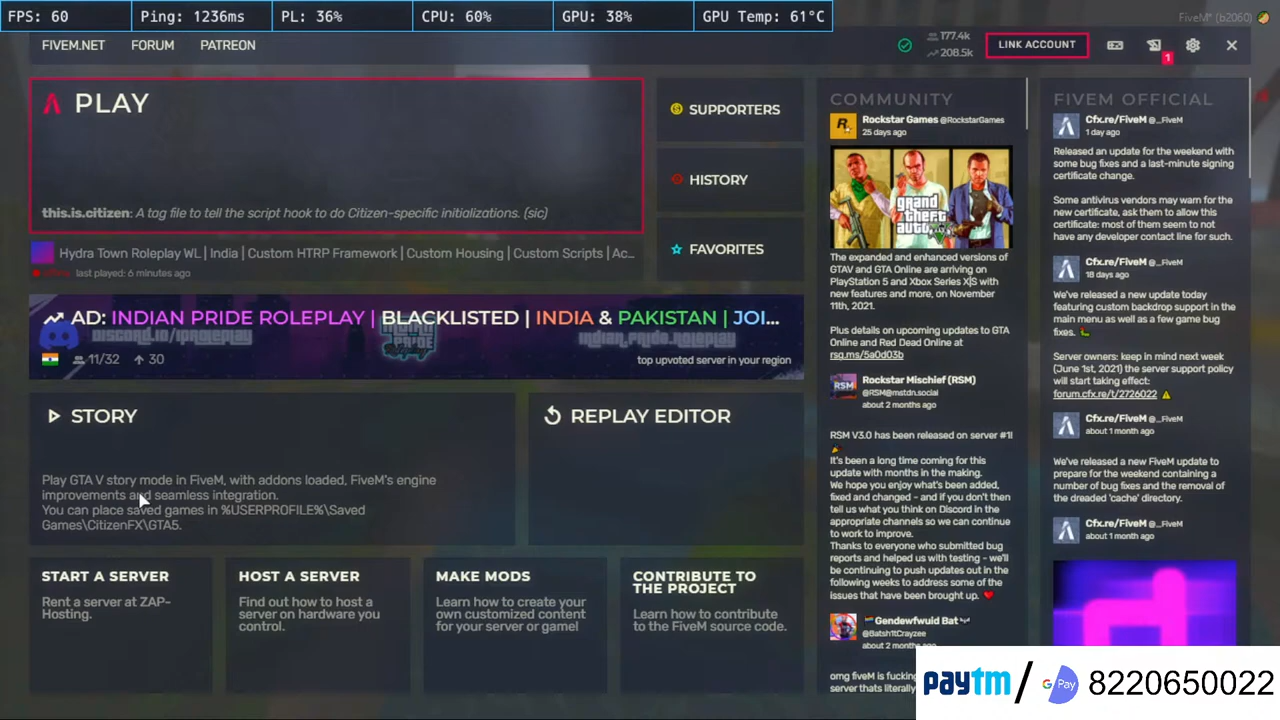 FPS: 60
Ping: 1236ms
PL: 36%
CPU: 60%
GPU: 38%
GPU Temp: 61°C
FiveM* (b2060)
FIVEM.NET
FORUM
PATREON
177.4k
208.5k
LINK ACCOUNT
1
PLAY
this.is.citizen: A tag file to tell the script hook to do Citizen-specific initializations. (sic)
Hydra Town Roleplay WL | India | Custom HTRP Framework | Custom Housing | Custom Scripts | Ac...
last played: 6 minutes ago
SUPPORTERS
HISTORY
FAVORITES
AD: INDIAN PRIDE ROLEPLAY | BLACKLISTED | INDIA & PAKISTAN | JOI...
11/32
30
top upvoted server in your region
STORY
Play GTA V story mode in FiveM, with addons loaded, FiveM's engine
improvements and seamless integration.
You can place saved games in %USERPROFILE%\Saved
Games\CitizenFX\GTA5.
REPLAY EDITOR
START A SERVER
Rent a server at ZAP-
Hosting.
HOST A SERVER
Find out how to host a
server on hardware you
control.
MAKE MODS
Learn how to create your
own customized content
for your server or game!
CONTRIBUTE TO
THE PROJECT
Learn how to contribute
to the FiveM source code.
COMMUNITY
Rockstar Games @RockstarGames
25 days ago
grand
theft
auto
The expanded and enhanced versions of
GTAV and GTA Online are arriving on
PlayStation 5 and Xbox Series X|S with
new features and more, on November
11th, 2021.
Plus details on upcoming updates to GTA
Online and Red Dead Online at
rsg.ms/5a0d03b
RSM
Rockstar Mischief (RSM)
@RSM@mstdn.social
about 2 months ago
RSM V3.0 has been released on server #1!
It's been a long time coming for this
update with months in the making.
We hope you enjoy what's been added,
fixed and changed - and if you don't then
tell us what you think on Discord in the
appropriate channels so we can continue
to work to improve.
Thanks to everyone who submitted bug
reports and helped us with testing - we'll
be continuing to push updates out in the
following weeks to address some of the
issues that have been brought up.
Gendewfwuid Bat
@Batsh1tCrayzee
about 2 months
omg fiveM is fucking
server thats literally
FIVEM OFFICIAL
Cfx.re/FiveM @_FiveM
1 day ago
Released an update for the weekend with
some bug fixes and a last-minute signing
certificate change.
Some antivirus vendors may warn for the
new certificate, ask them to allow this
certificate: most of them seem to not
have any developer contact line for such.
Cfx.re/FiveM @_FiveM
18 days ago
We've released a new update today
featuring custom backdrop support in the
main menu as well as a few game bug
fixes.
Server owners: keep in mind next week
(June 1st, 2021) the server support policy
will start taking effect:
forum.cfx.re/t/2726022
Cfx.re/FiveM @_FiveM
about 1 month ago
We've released a new FiveM update to
prepare for the weekend containing a
number of bug fixes and the removal of
the dreaded 'cache' directory.
Cfx.re/FiveM @_FiveM
about 1 month ago
paytm / G Pay 8220650022